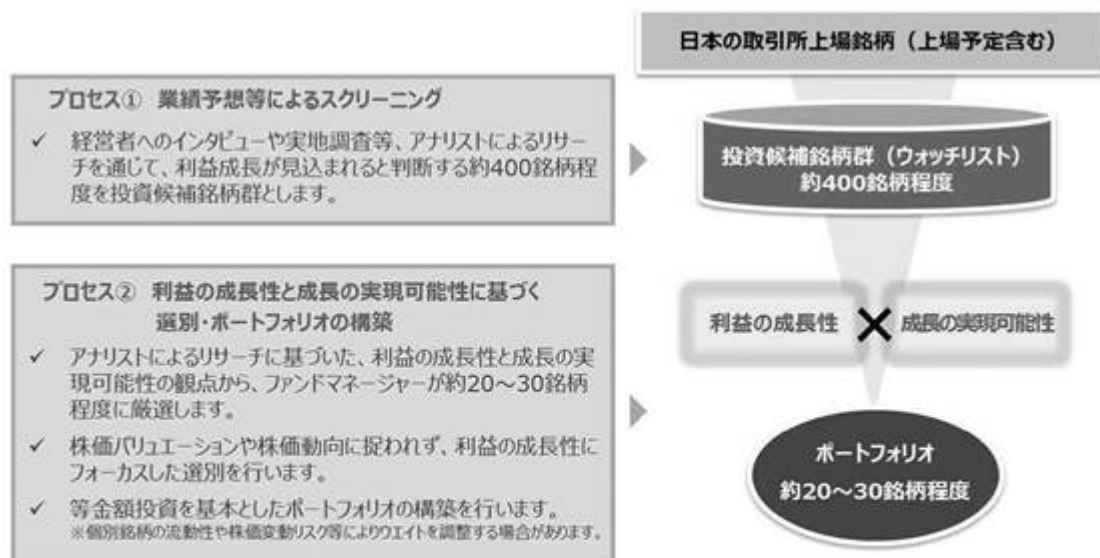 日本の取引所上場銘柄（上場予定含む）
プロセス① 業績予想等によるスクリーニング
✓ 経営者へのインタビューや実地調査等、アナリストによるリサー
チを通じて、利益成長が見込まれると判断する約400銘柄程
度を投資候補銘柄群とします。
投資候補銘柄群（ウォッチリスト）
約400銘柄程度
プロセス② 利益の成長性と成長の実現可能性に基づく
選別・ポートフォリオの構築
✓ アナリストによるリサーチに基づいた、利益の成長性と成長の実
現可能性の観点から、ファンドマネージャーが約20～30銘柄
程度に厳選します。
✓ 株価バリュエーションや株価動向に捉われず、利益の成長性に
フォーカスした選別を行います。
✓ 等金額投資を基本としたポートフォリオの構築を行います。
※個別銘柄の流動性や株価変動リスク等によりウエイトを調整する場合があります。
利益の成長性 × 成長の実現可能性
ポートフォリオ
約20～30銘柄程度